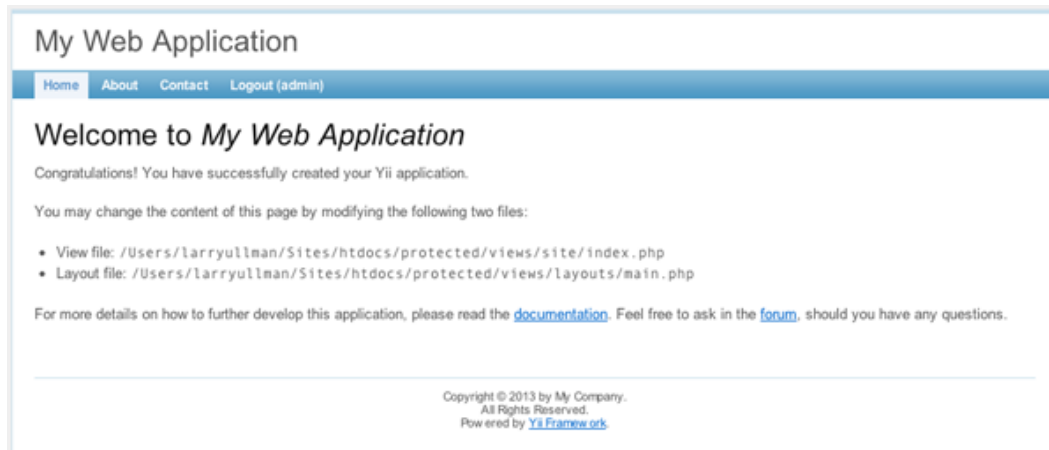 My Web Application
Home About Contact Logout (admin)
Welcome to My Web Application
Congratulations! You have successfully created your Yii application.
You may change the content of this page by modifying the following two files:
• View file: /Users/larryullman/Sites/htdocs/protected/views/site/index.php
• Layout file: /Users/larryullman/Sites/htdocs/protected/views/layouts/main.php
For more details on how to further develop this application, please read the documentation. Feel free to ask in the forum, should you have any questions.
Copyright © 2013 by My Company.
All Rights Reserved.
Powered by Yii Framework.